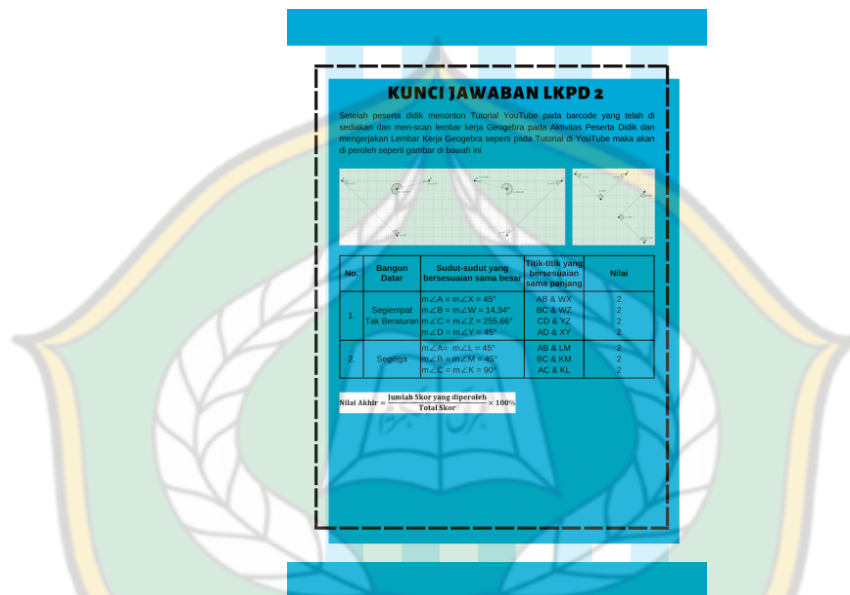 KUNCI JAWABAN LKPD 2
Setelah peserta didik menonton Tutorial YouTube pada barcode yang telah di
sediakan dan men-scan lembar kerja Geogebra pada Aktivitas Peserta Didik dan
mengerjakan Lembar Kerja Geogebra seperti pada Tutorial di YouTube maka akan
di peroleh seperti gambar di bawah ini
No. Bangun Datar Sudut-sudut yang bersesuaian sama besar Titik-titik yang bersesuaian sama panjang Nilai
1. Segiempat Tak Beraturan
m∠A = m∠X = 45° AB & WX 2
m∠B = m∠W = 14,34° BC & WZ 2
m∠C = m∠Z = 255,66° CD & YZ 2
m∠D = m∠Y = 45° AD & XY 2
2. Segitiga
m∠A= m∠L = 45° AB & LM 2
m∠B = m∠M = 45° BC & KM 2
m∠C = m∠K = 90° AC & KL 2
Nilai Akhir = Jumlah Skor yang diperoleh / Total Skor × 100%